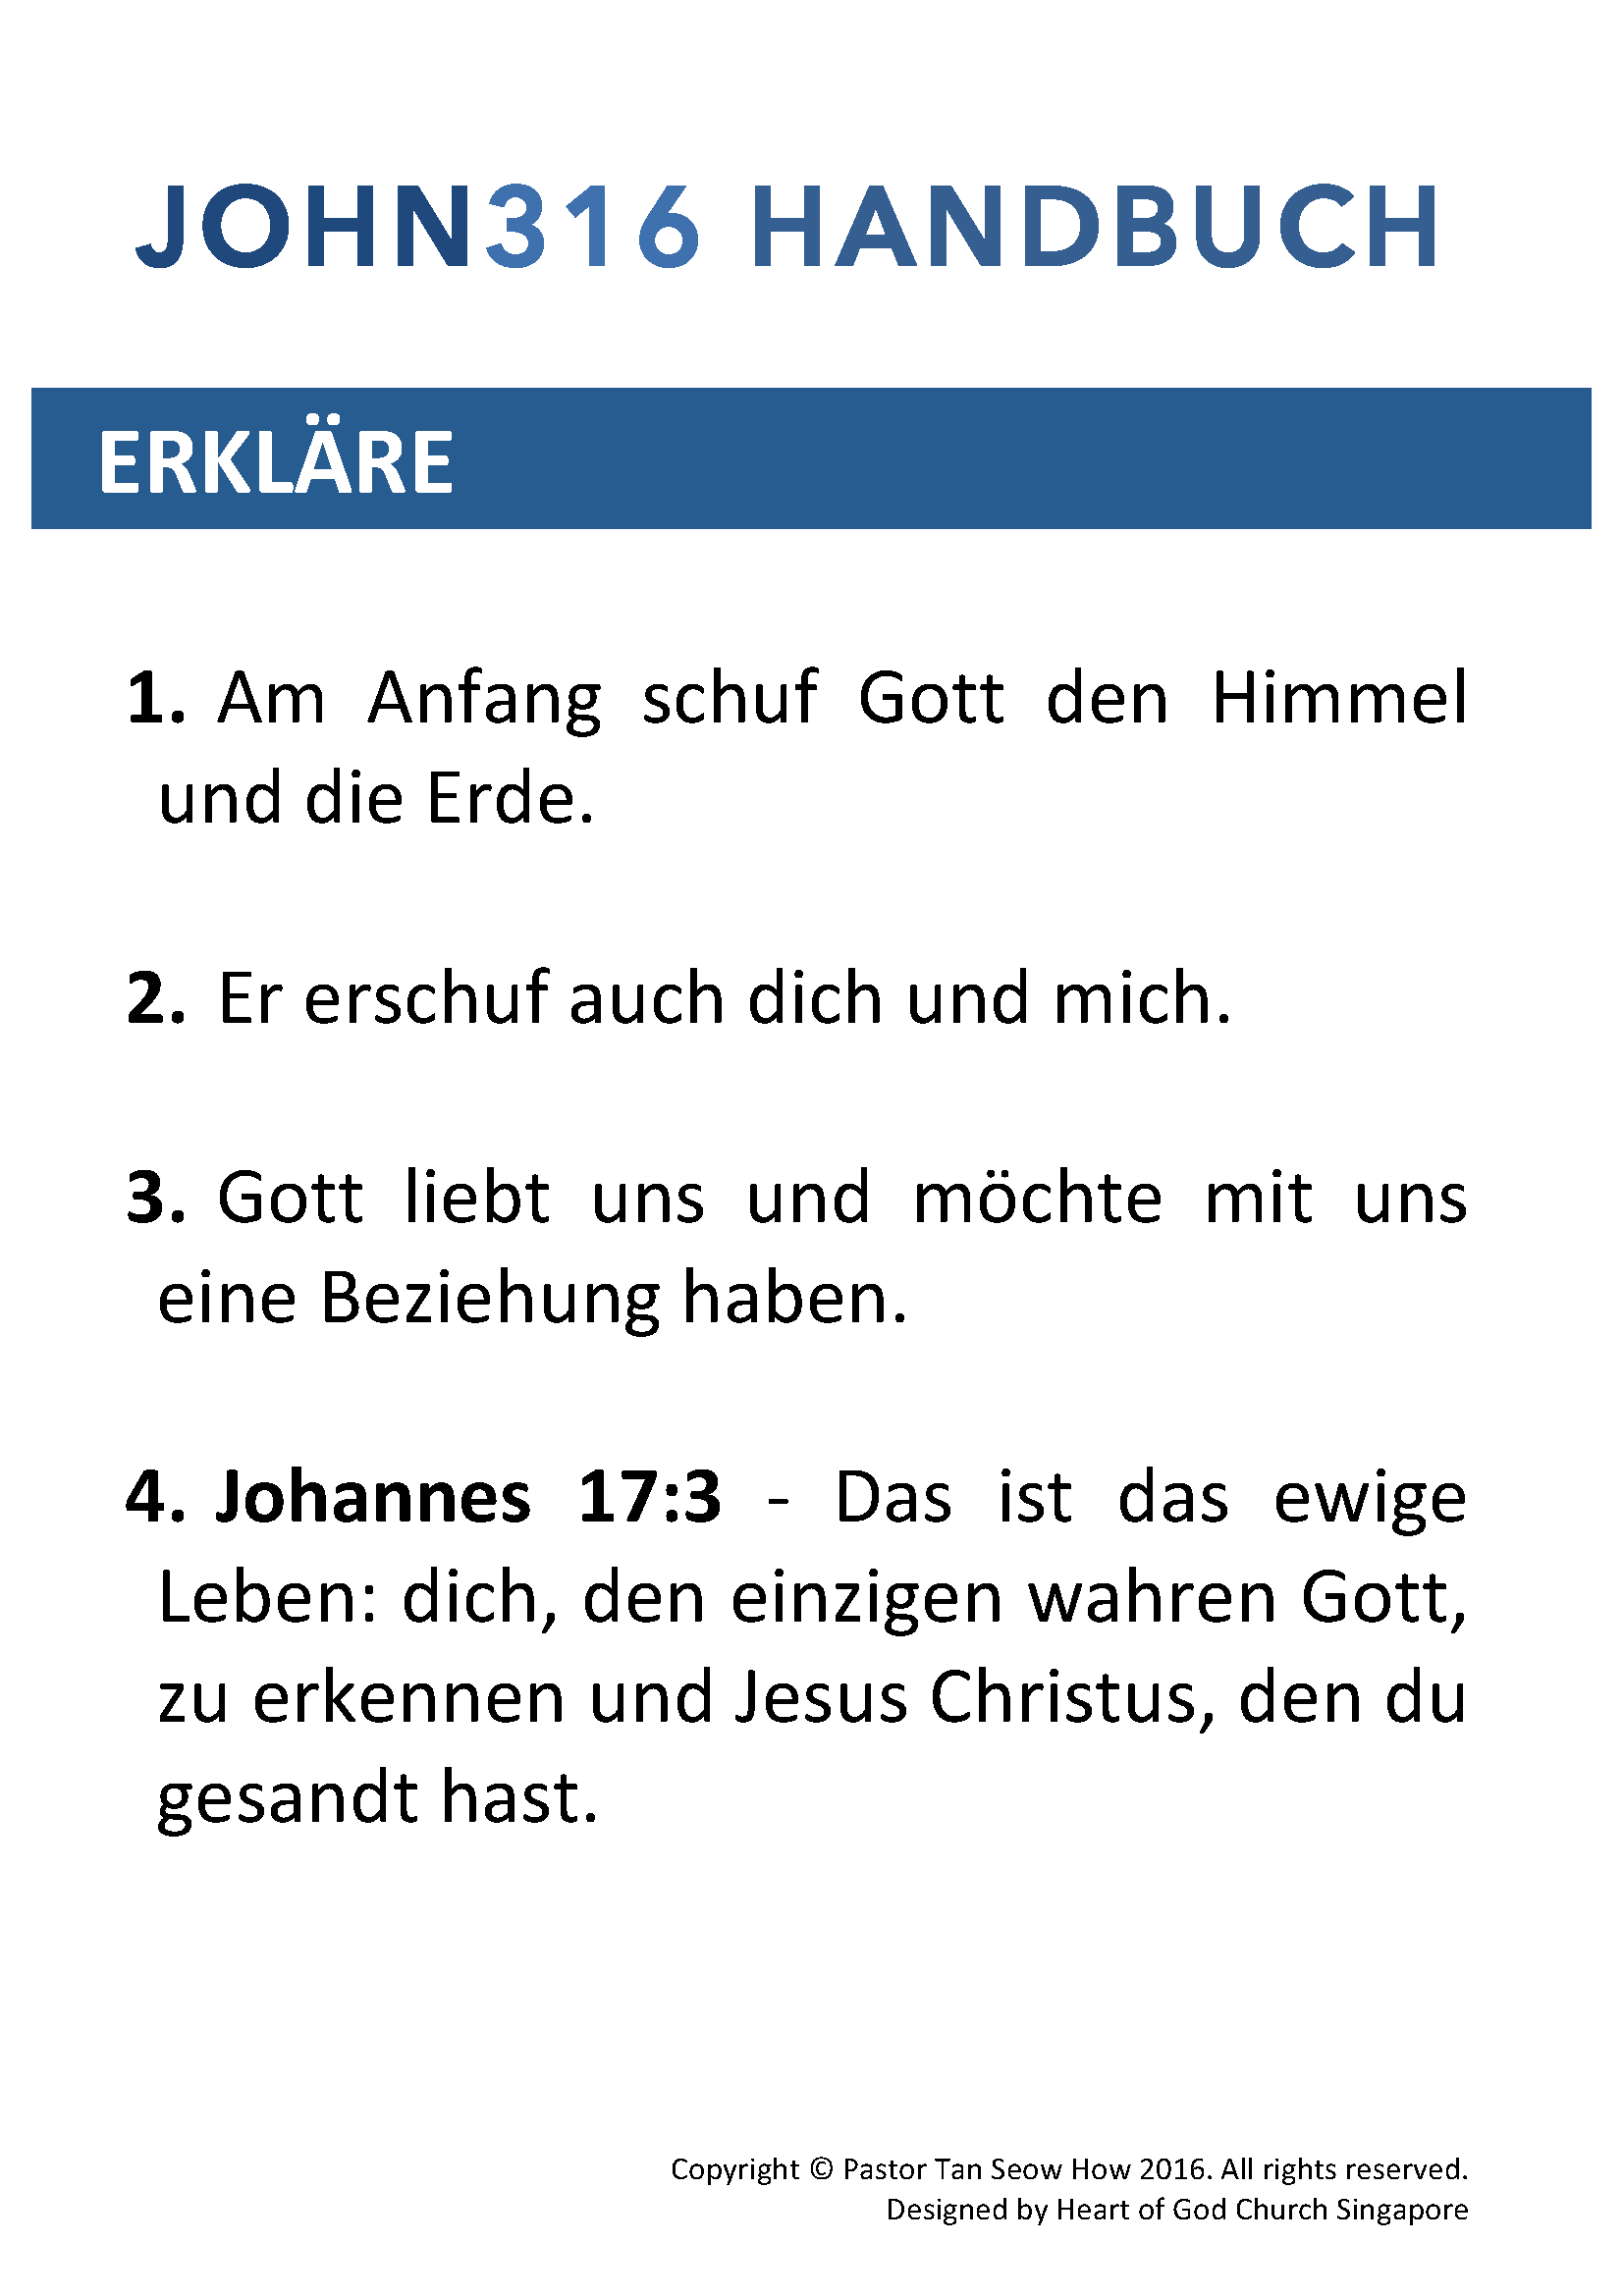 JOHN316 HANDBUCH
ERKLÄRE
1. Am Anfang schuf Gott den Himmel
und die Erde.
2. Er erschuf auch dich und mich.
3. Gott liebt uns und möchte mit uns
eine Beziehung haben.
4. Johannes 17:3 - Das ist das ewige
Leben: dich, den einzigen wahren Gott,
zu erkennen und Jesus Christus, den du
gesandt hast.
Copyright © Pastor Tan Seow How 2016. All rights reserved.
Designed by Heart of God Church Singapore